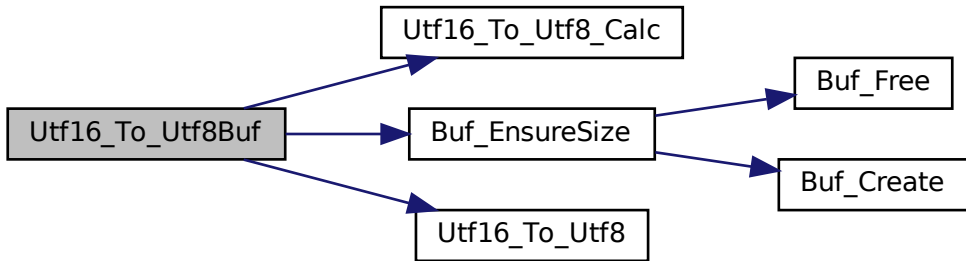 Utf16_To_Utf8_Calc
Buf_Free
Utf16_To_Utf8Buf
Buf_EnsureSize
Buf_Create
Utf16_To_Utf8